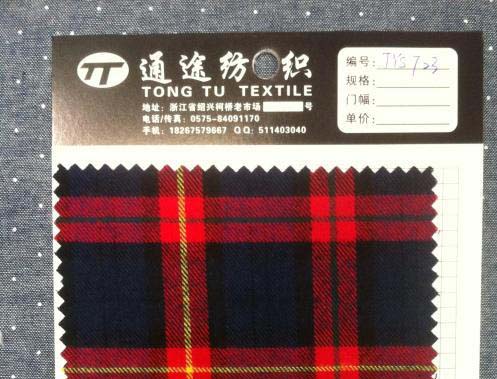 TT 通途纺织
TONG TU TEXTILE
地址：浙江省绍兴柯桥老市场 号
电话/传真：0575-84091170
手机：18267579667 QQ：511403040
编号：TYS723
规格：
门幅：
单价：